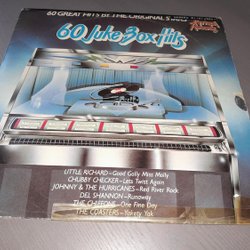 60 GREAT HITS BY THE ORIGINAL
60 Juke Box Hits
LITTLE RICHARD–Good Golly Miss Molly
CHUBBY CHECKER–Lets Twist Again
JOHNNY & THE HURRICANES–Red River Rock
DEL SHANNON–Runaway
THE CHIFFONS–One Fine Day
THE COASTERS–Yakety Yak